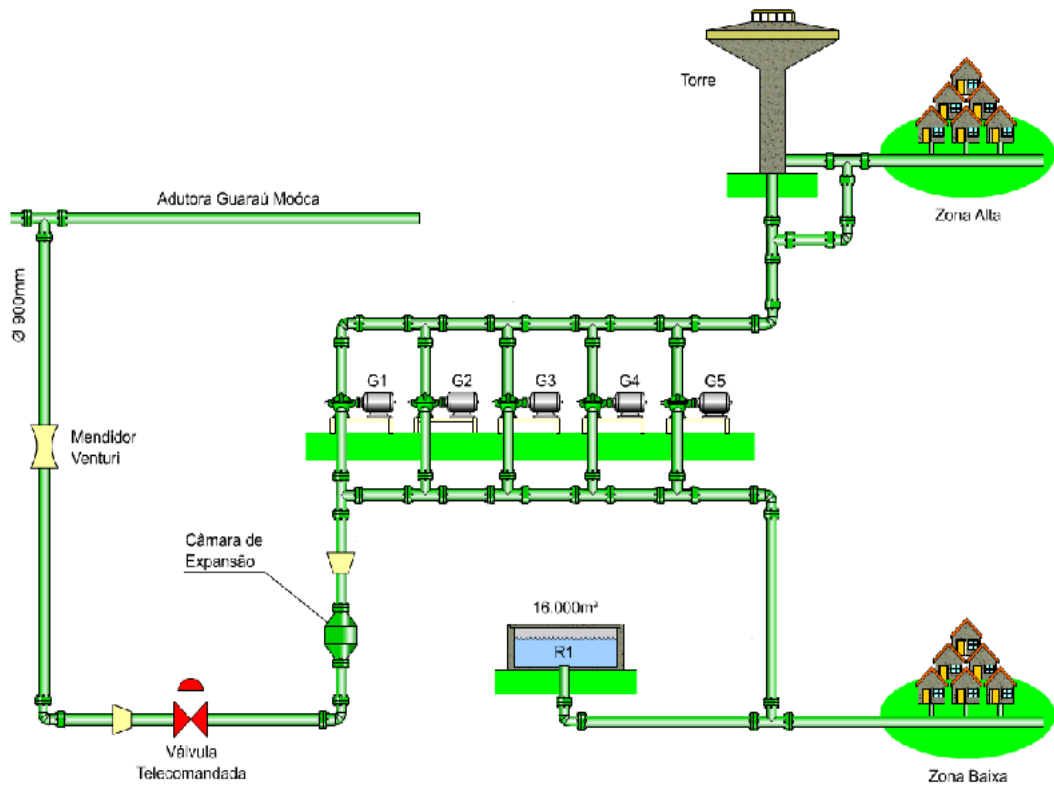 Torre
Zona Alta
Adutora Guaraú Moóca
Ø 900mm
G1
G2
G3
G4
G5
Mendidor
Venturi
Câmara de
Expansão
16.000m³
R1
Válvula
Telecomandada
Zona Baixa